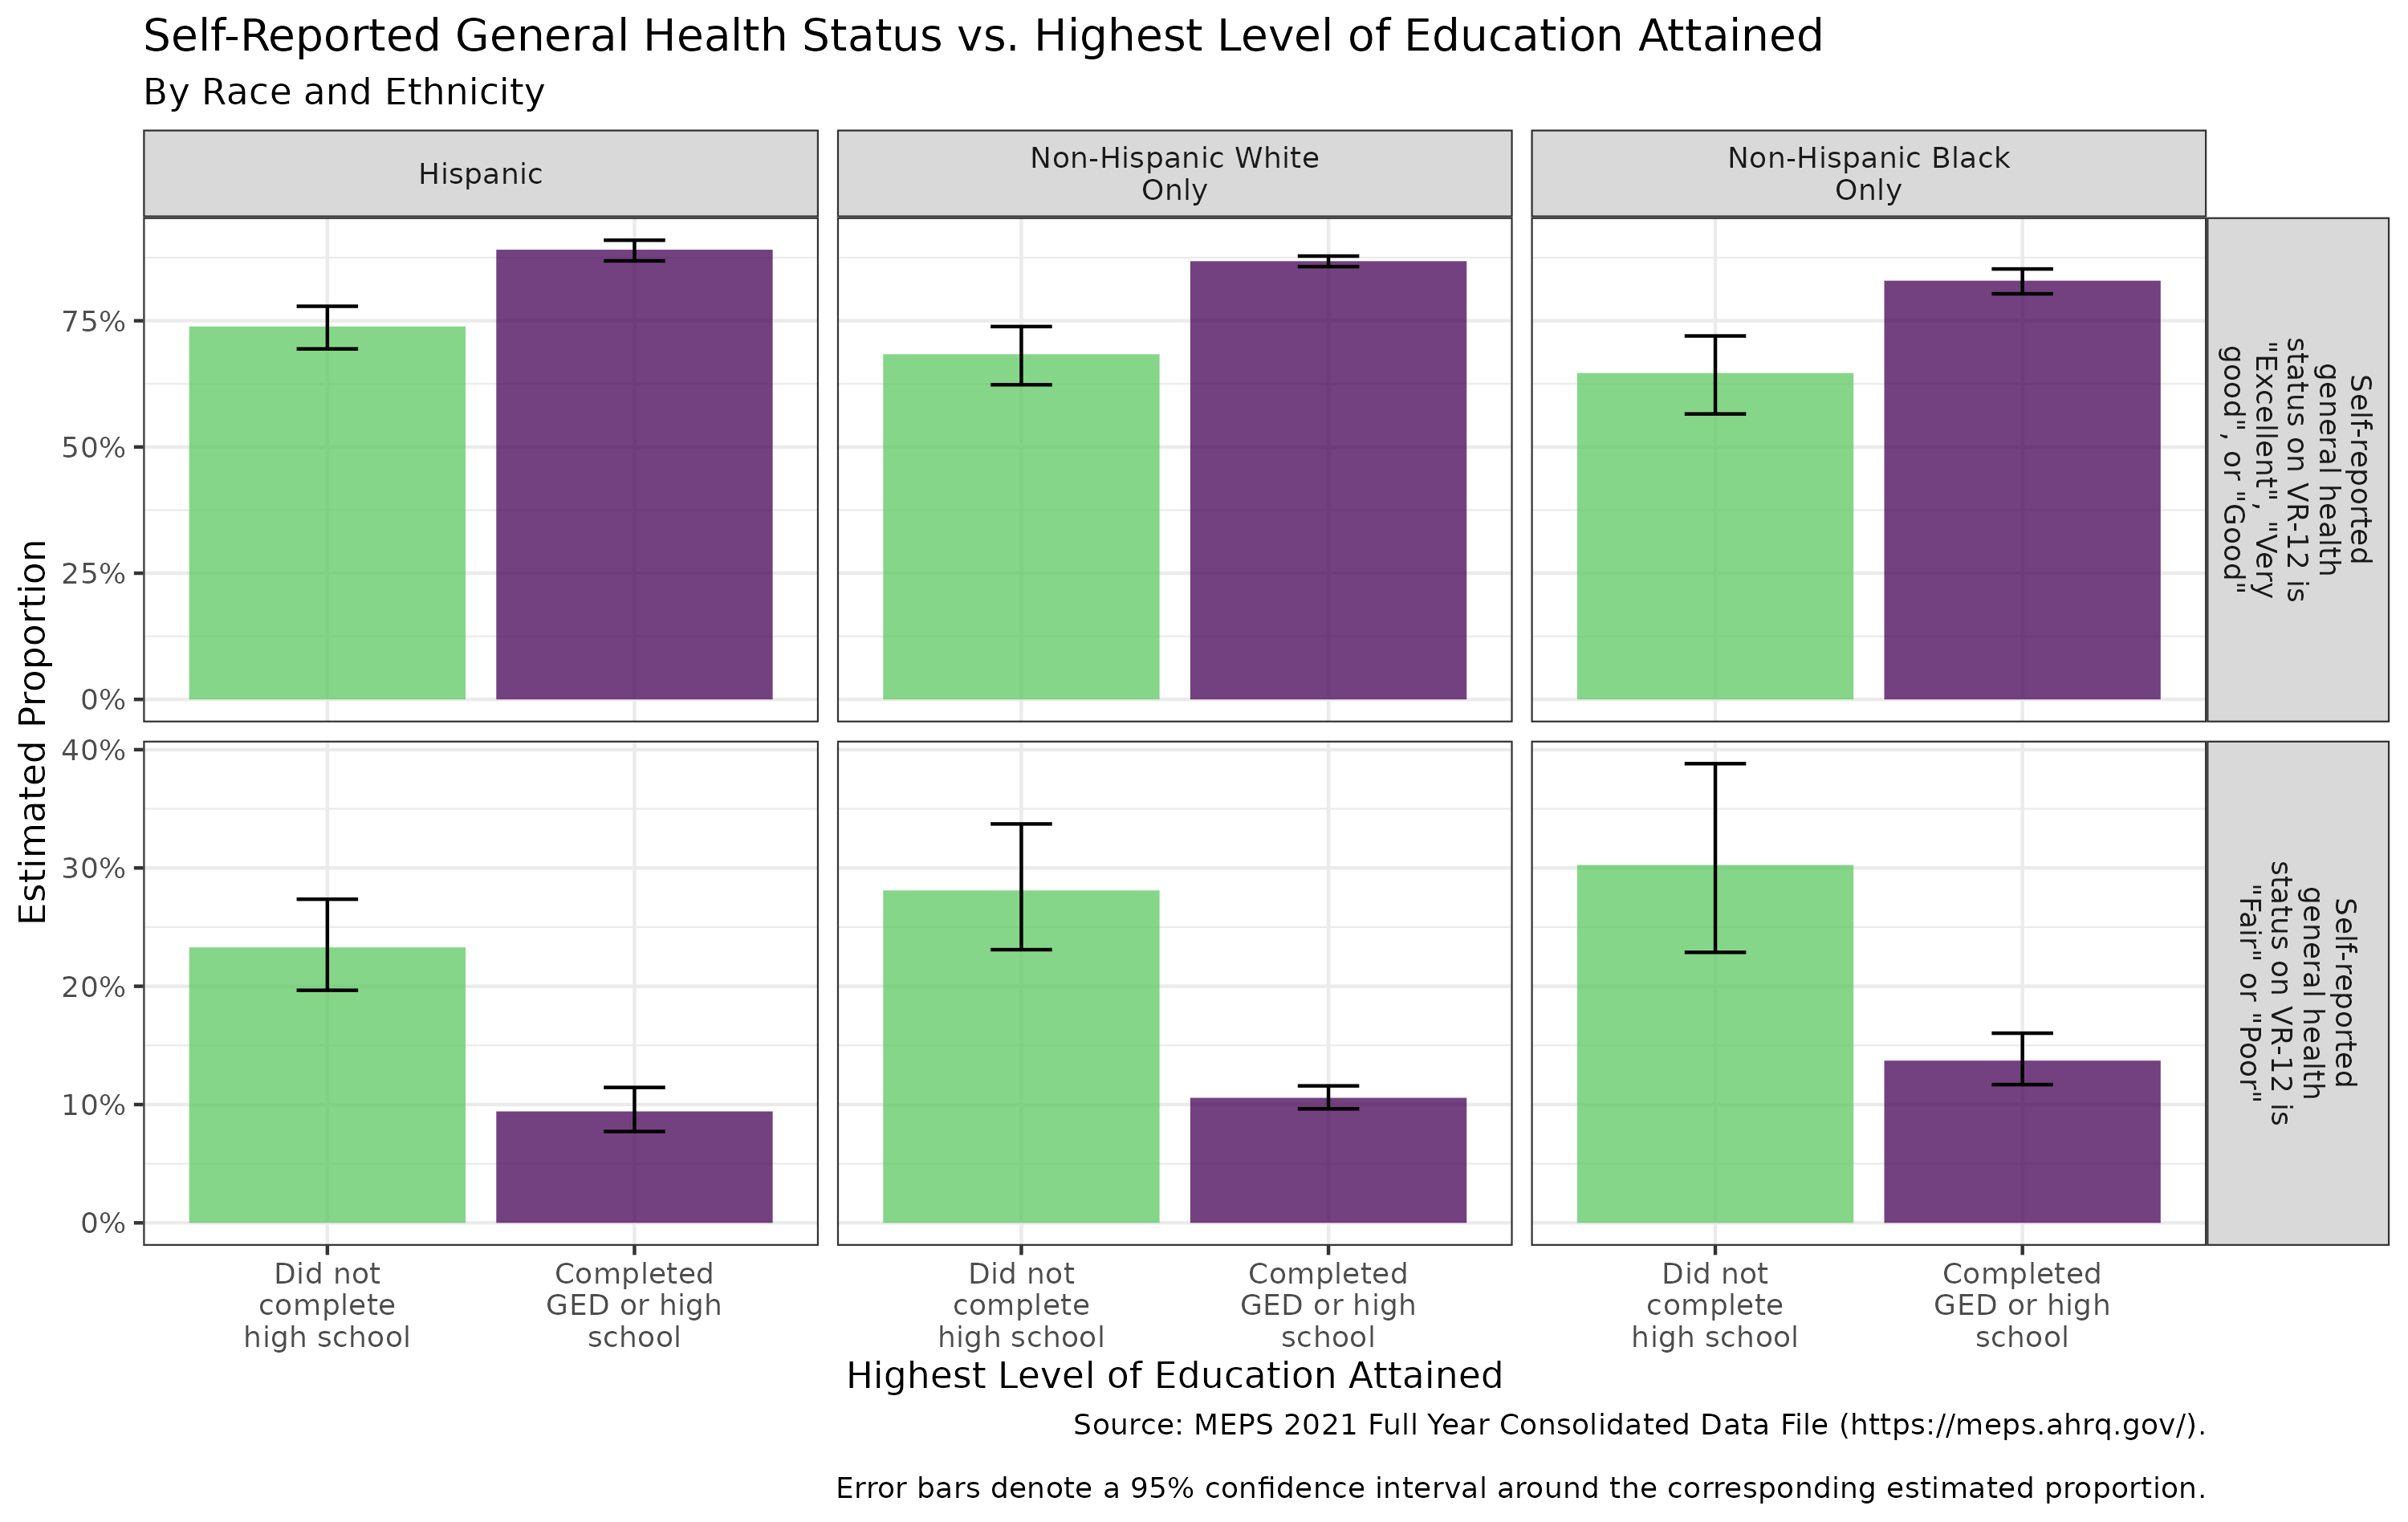 Self-Reported General Health Status vs. Highest Level of Education Attained
By Race and Ethnicity
Hispanic
Non-Hispanic White
Only
Non-Hispanic Black
Only
Estimated Proportion
75%
50%
25%
0%
Self-reported
general health
status on VR-12 is
"Excellent", "Very
good", or "Good"
40%
30%
20%
10%
0%
Self-reported
general health
status on VR-12 is
"Fair" or "Poor"
Did not
complete
high school
Completed
GED or high
school
Did not
complete
high school
Completed
GED or high
school
Did not
complete
high school
Completed
GED or high
school
Highest Level of Education Attained
Source: MEPS 2021 Full Year Consolidated Data File (https://meps.ahrq.gov/).
Error bars denote a 95% confidence interval around the corresponding estimated proportion.